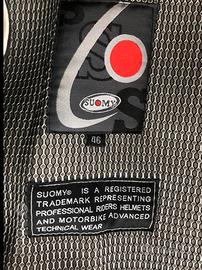 SUOMY
46
SUOMY® IS A REGISTERED
TRADEMARK REPRESENTING
PROFESSIONAL RIDERS HELMETS
AND MOTORBIKE ADVANCED
TECHNICAL WEAR